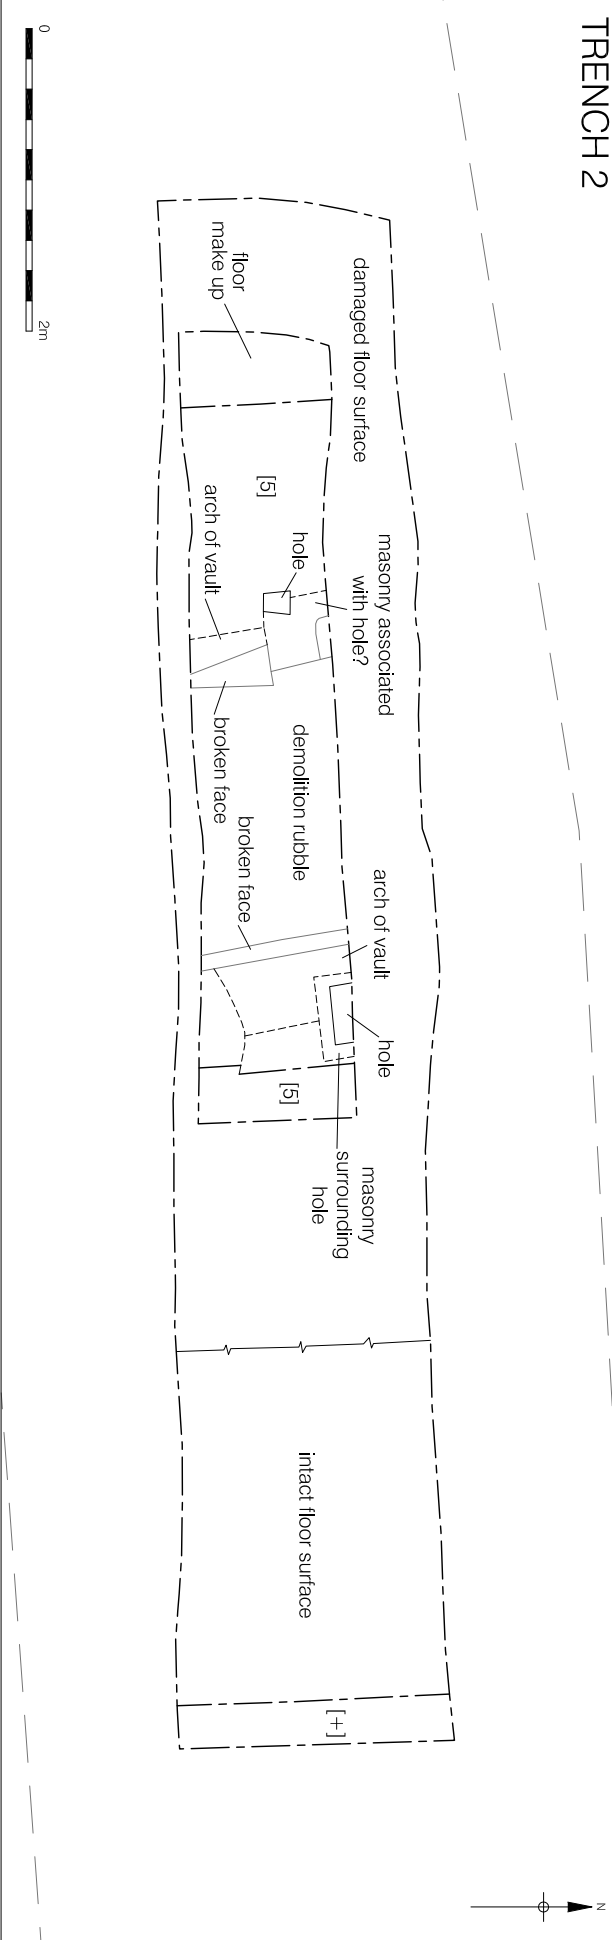 TRENCH 2
0
2m
damaged floor surface
floor
make up
[5]
arch of vault
hole
masonry associated
with hole?
broken face
demolition rubble
broken face
arch of vault
hole
[5]
masonry
surrounding
hole
intact floor surface
[+]
N